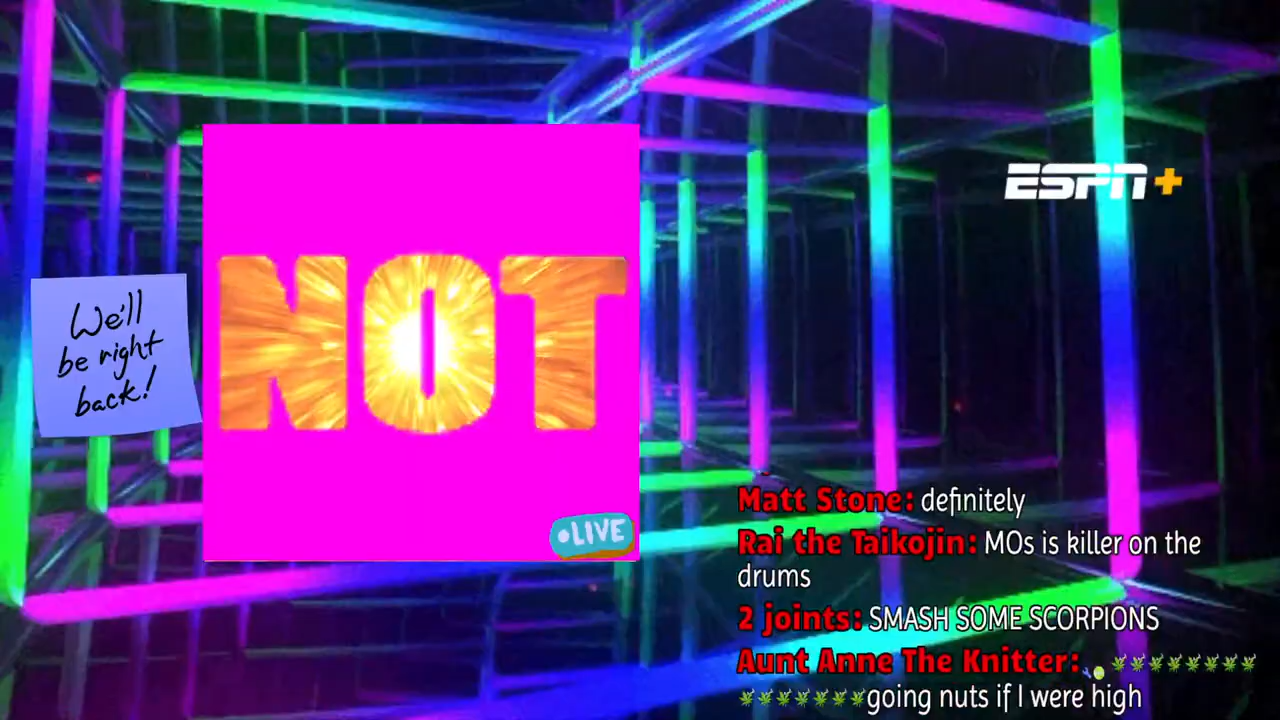 ESPN+
We'll
be right
back!
NOT
LIVE
Matt Stone: definitely
Rai the Taikojin: MOs is killer on the
drums
2 joints: SMASH SOME SCORPIONS
Aunt Anne The Knitter:
going nuts if I were high